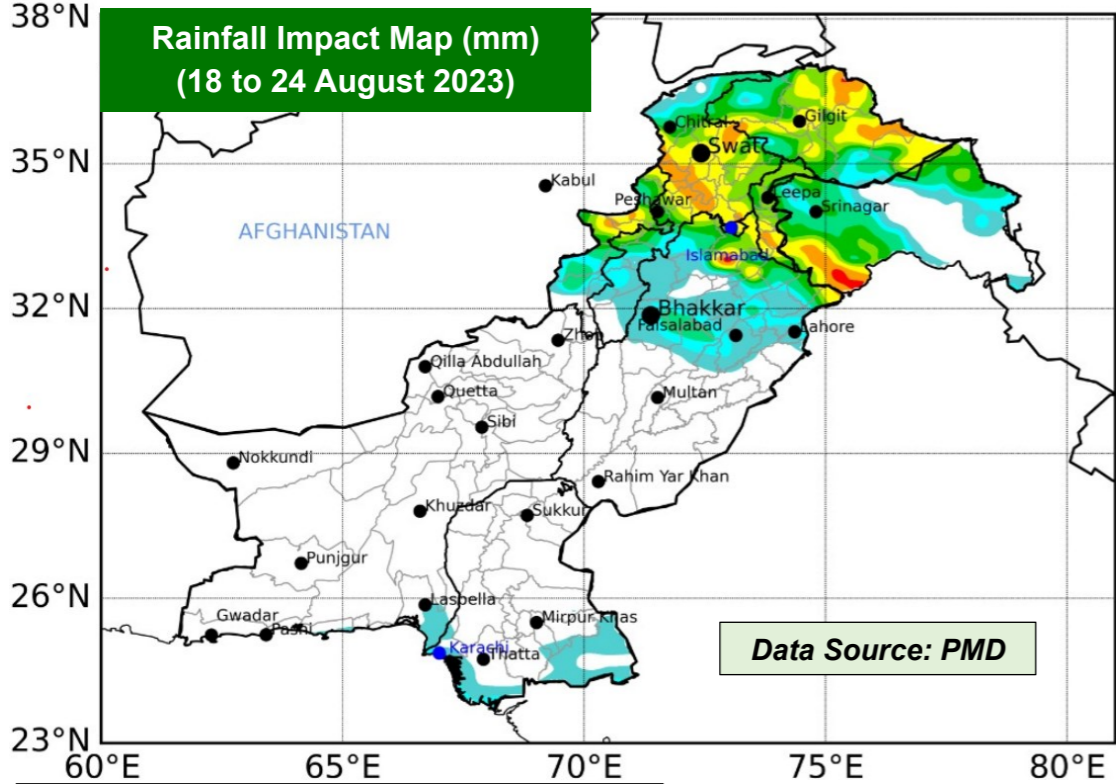 38°N
Rainfall Impact Map (mm)
(18 to 24 August 2023)
Chitral
Gilgit
Swat
35°N
Kabul
Leepa
Peshawar
Srinagar
AFGHANISTAN
Islamabad
32°N
Bhakkar
Faisalabad
Lahore
Zhob
Qilla Abdullah
Quetta
Multan
Sibi
29°N
Nokkundi
Rahim Yar Khan
Khuzdar
Sukkur
Punjgur
26°N
Lasbella
Gwadar
Pasni
Mirpur Khas
Karachi
Thatta
Data Source: PMD
23°N
60°E
65°E
70°E
75°E
80°E